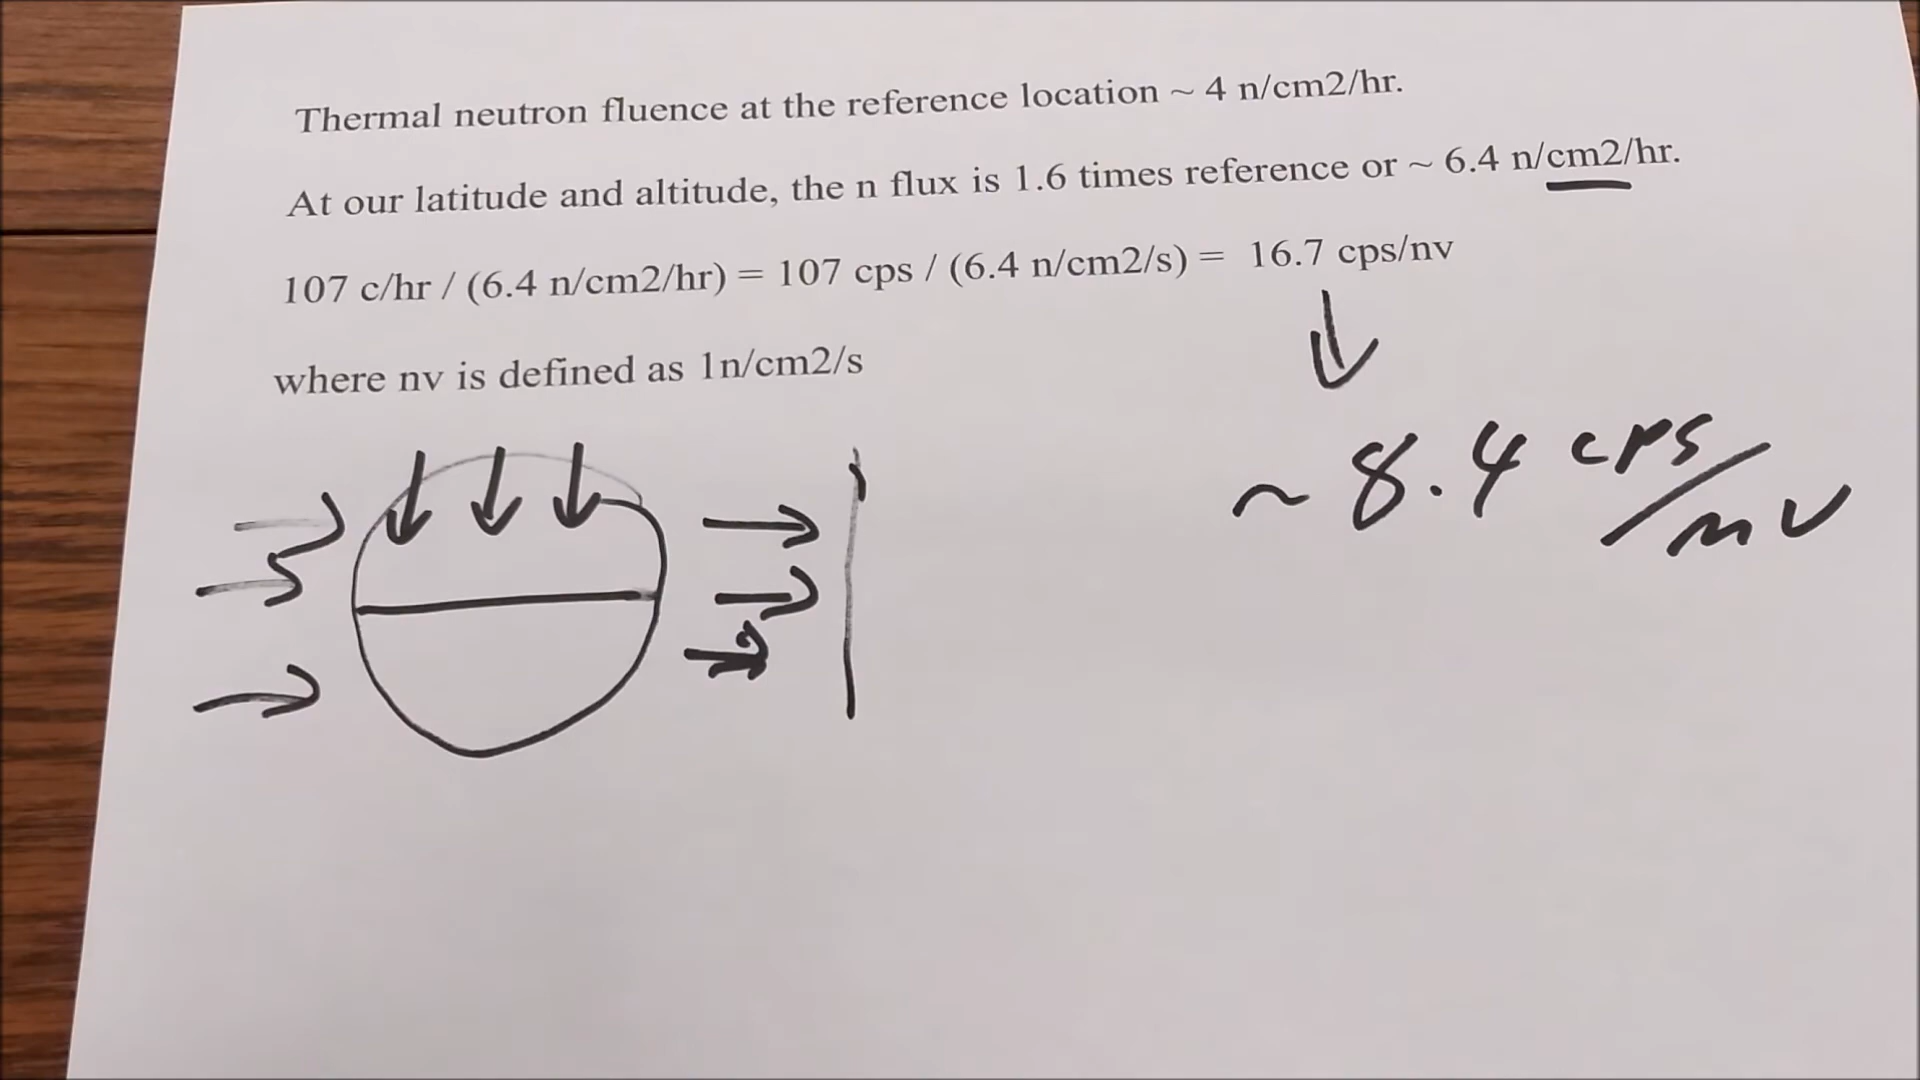 Thermal neutron fluence at the reference location ~ 4 n/cm2/hr.
At our latitude and altitude, the n flux is 1.6 times reference or ~ 6.4 n/cm2/hr.
107 c/hr / (6.4 n/cm2/hr) = 107 cps / (6.4 n/cm2/s) = 16.7 cps/nv
where nv is defined as 1n/cm2/s
~ 8.4 cps/nv